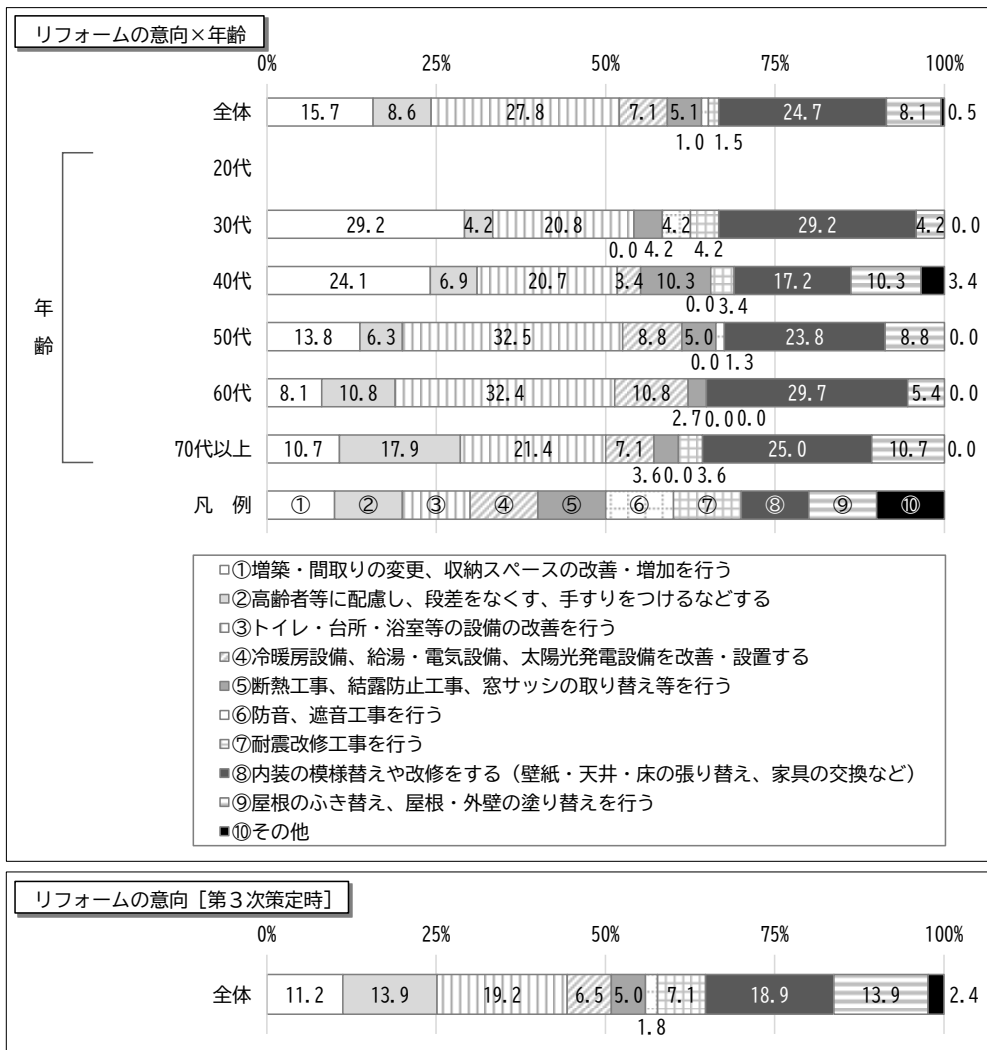 リフォームの意向×年齢
0% 25% 50% 75% 100%
全体 15.7 8.6 27.8 7.1 5.1 24.7 8.1 0.5
1.0 1.5
20代
30代 29.2 4.2 20.8 4.2 29.2 4.2 0.0
0.0 4.2 4.2
40代 24.1 6.9 20.7 3.4 10.3 17.2 10.3 3.4
0.0 3.4
年齢
50代 13.8 6.3 32.5 8.8 5.0 23.8 8.8 0.0
0.0 1.3
60代 8.1 10.8 32.4 10.8 29.7 5.4 0.0
2.7 0.0 0.0
70代以上 10.7 17.9 21.4 7.1 25.0 10.7 0.0
3.6 0.0 3.6
凡 例 ① ② ③ ④ ⑤ ⑥ ⑦ ⑧ ⑨ ⑩
①増築・間取りの変更、収納スペースの改善・増加を行う
②高齢者等に配慮し、段差をなくす、手すりをつけるなどする
③トイレ・台所・浴室等の設備の改善を行う
④冷暖房設備、給湯・電気設備、太陽光発電設備を改善・設置する
⑤断熱工事、結露防止工事、窓サッシの取り替え等を行う
⑥防音、遮音工事を行う
⑦耐震改修工事を行う
⑧内装の模様替えや改修をする（壁紙・天井・床の張り替え、家具の交換など）
⑨屋根のふき替え、屋根・外壁の塗り替えを行う
⑩その他
リフォームの意向［第３次策定時］
0% 25% 50% 75% 100%
全体 11.2 13.9 19.2 6.5 5.0 7.1 18.9 13.9 2.4
1.8